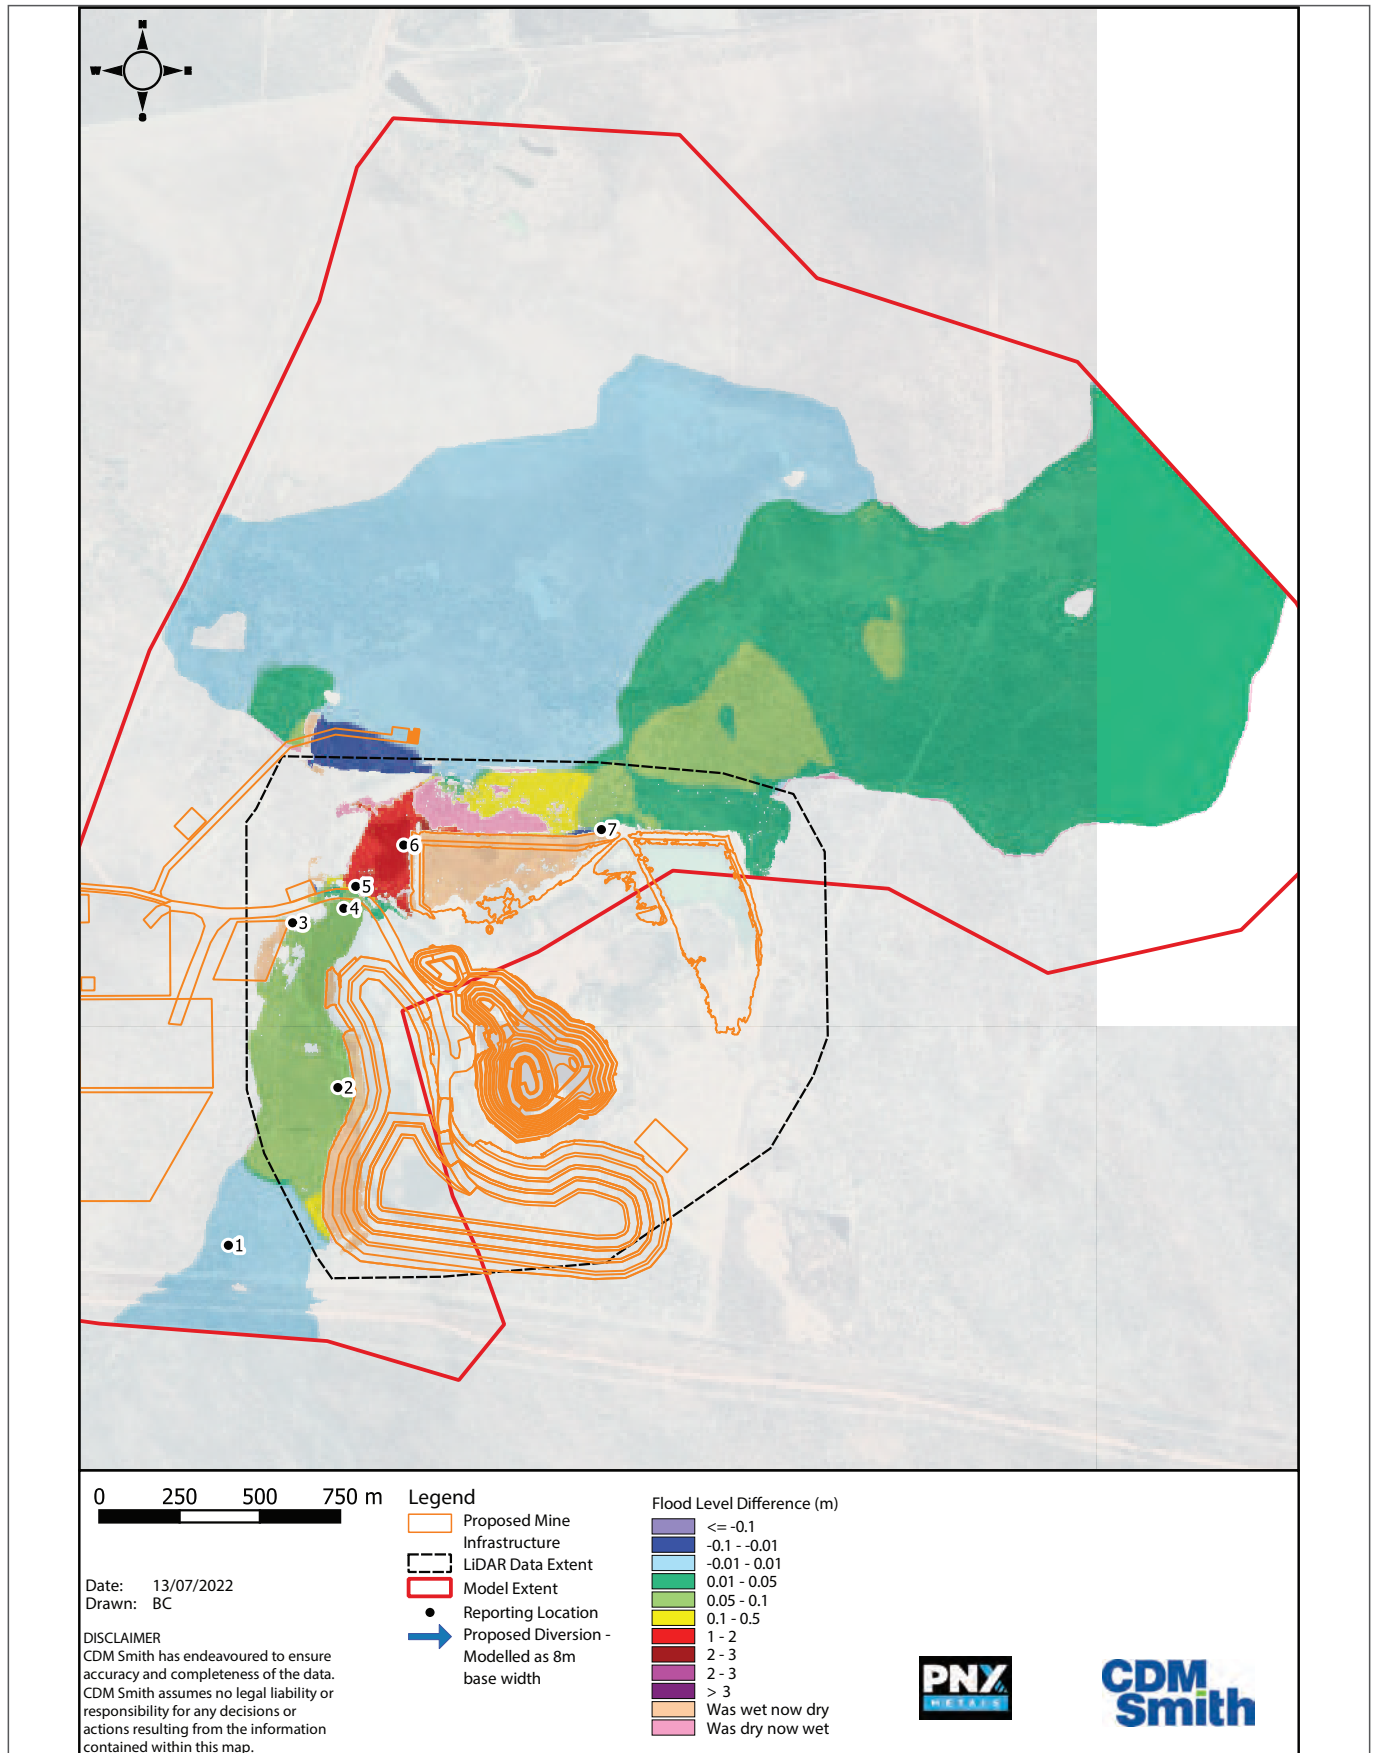 N
W
E
S
7
6
5
4
3
2
1
0 250 500 750 m
Date: 13/07/2022
Drawn: BC
DISCLAIMER
CDM Smith has endeavoured to ensure
accuracy and completeness of the data.
CDM Smith assumes no legal liability or
responsibility for any decisions or
actions resulting from the information
contained within this map.
Legend
Proposed Mine
Infrastructure
LiDAR Data Extent
Model Extent
Reporting Location
Proposed Diversion -
Modelled as 8m
base width
Flood Level Difference (m)
<= -0.1
-0.1 - -0.01
-0.01 - 0.01
0.01 - 0.05
0.05 - 0.1
0.1 - 0.5
1 - 2
2 - 3
2 - 3
> 3
Was wet now dry
Was dry now wet
PNX
METALS
CDM
Smith